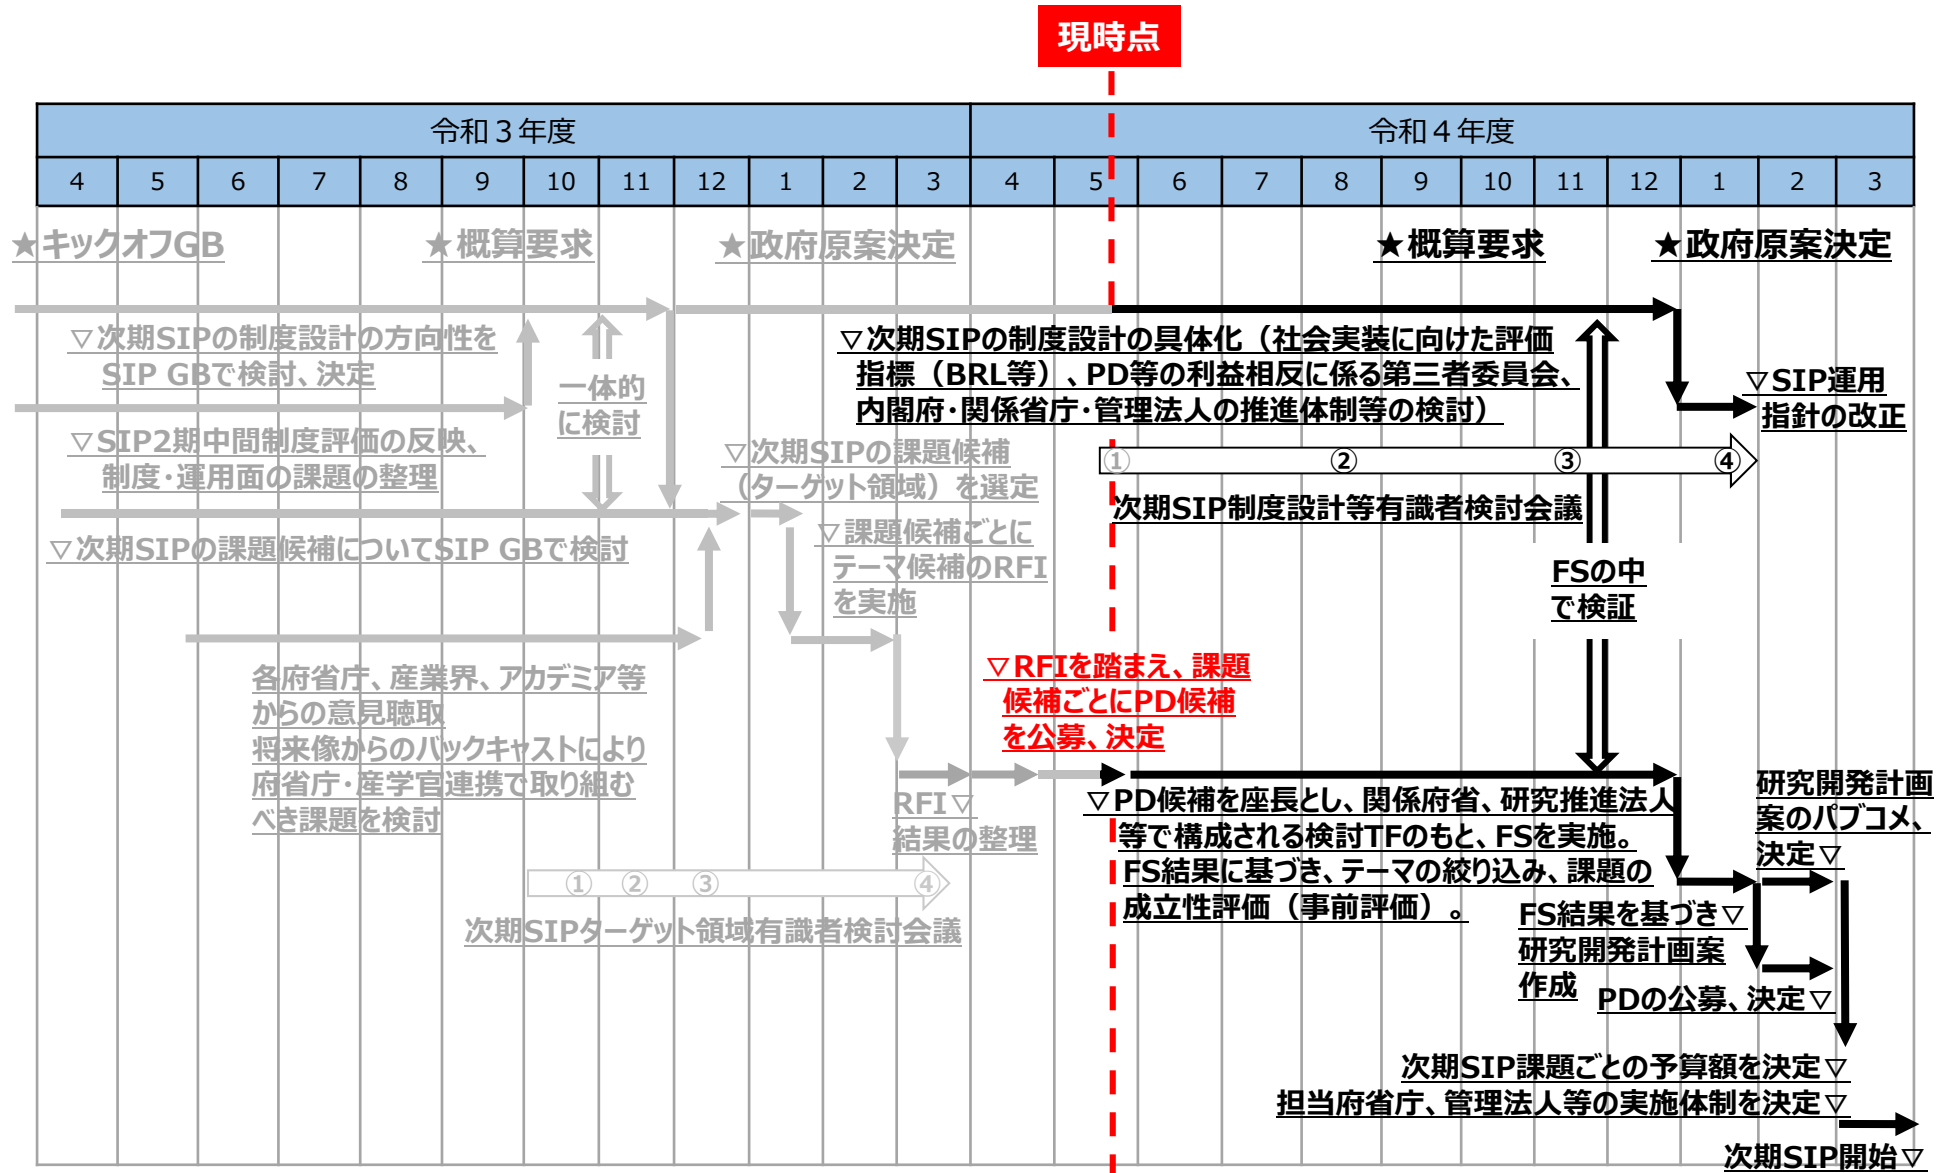 現時点
令和３年度
令和４年度
4 5 6 7 8 9 10 11 12 1 2 3 4 5 6 7 8 9 10 11 12 1 2 3
★キックオフGB
★概算要求
★政府原案決定
★概算要求
★政府原案決定
▽次期SIPの制度設計の方向性を
SIP GBで検討、決定
一体的
に検討
▽SIP2期中間制度評価の反映、
制度・運用面の課題の整理
▽次期SIPの課題候補についてSIP GBで検討
▽次期SIPの課題候補
（ターゲット領域）を選定
▽課題候補ごとに
テーマ候補のRFI
を実施
各府省庁、産業界、アカデミア等
からの意見聴取
将来像からのバックキャストにより
府省庁・産学官連携で取り組む
べき課題を検討
RFI▽
結果の整理
① ② ③ ④
次期SIPターゲット領域有識者検討会議
▽次期SIPの制度設計の具体化（社会実装に向けた評価
指標（BRL等）、PD等の利益相反に係る第三者委員会、
内閣府・関係省庁・管理法人の推進体制等の検討）
▽SIP運用
指針の改正
① ② ③ ④
次期SIP制度設計等有識者検討会議
FSの中
で検証
▽RFIを踏まえ、課題
候補ごとにPD候補
を公募、決定
▽PD候補を座長とし、関係府省、研究推進法人
等で構成される検討TFのもと、FSを実施。
FS結果に基づき、テーマの絞り込み、課題の
成立性評価（事前評価）。
研究開発計画
案のパブコメ、
決定▽
FS結果を基づき▽
研究開発計画案
作成
PDの公募、決定▽
次期SIP課題ごとの予算額を決定▽
担当府省庁、管理法人等の実施体制を決定▽
次期SIP開始▽